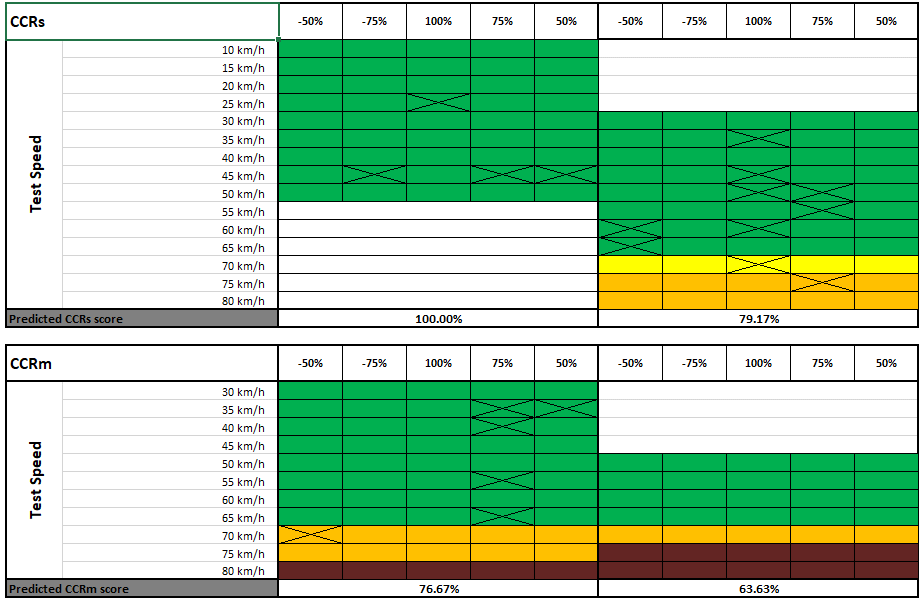 CCRs -50% -75% 100% 75% 50% -50% -75% 100% 75% 50%
Test Speed
10 km/h
15 km/h
20 km/h
25 km/h
30 km/h
35 km/h
40 km/h
45 km/h
50 km/h
55 km/h
60 km/h
65 km/h
70 km/h
75 km/h
80 km/h
Predicted CCRs score 100.00% 79.17%
CCRm -50% -75% 100% 75% 50% -50% -75% 100% 75% 50%
Test Speed
30 km/h
35 km/h
40 km/h
45 km/h
50 km/h
55 km/h
60 km/h
65 km/h
70 km/h
75 km/h
80 km/h
Predicted CCRm score 76.67% 63.63%